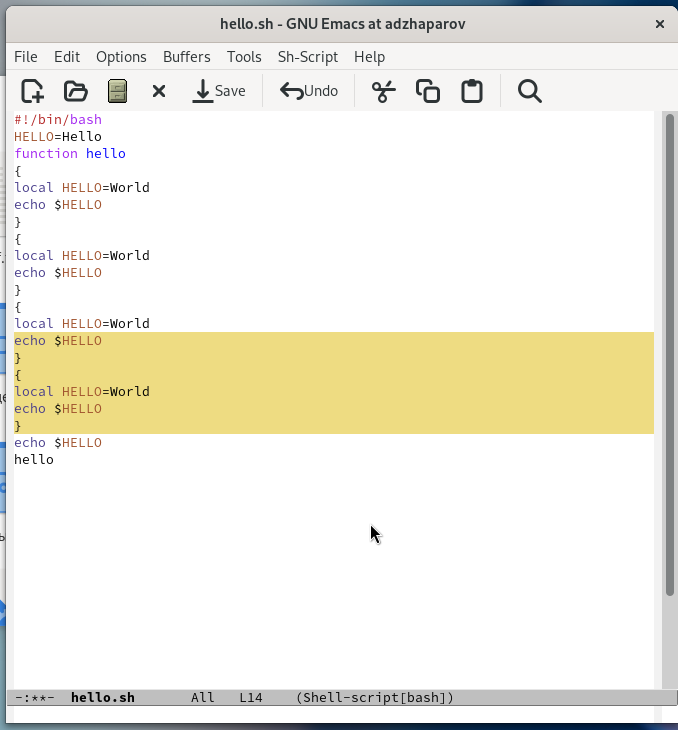 hello.sh - GNU Emacs at adzhaparov
File Edit Options Buffers Tools Sh-Script Help
Save Undo
#!/bin/bash
HELLO=Hello
function hello
{
local HELLO=World
echo $HELLO
}
{
local HELLO=World
echo $HELLO
}
{
local HELLO=World
echo $HELLO
}
{
local HELLO=World
echo $HELLO
}
echo $HELLO
hello
-:**- hello.sh All L14 (Shell-script[bash])